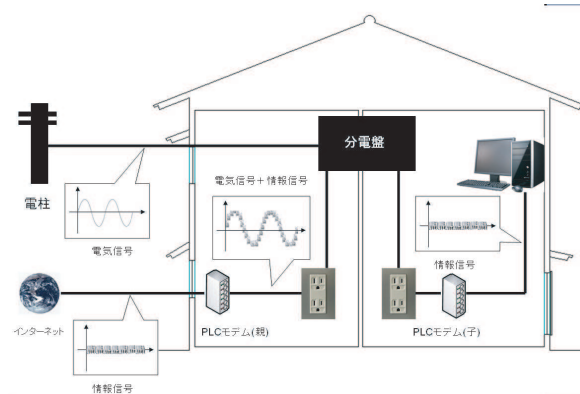 分電盤
電気信号＋情報信号
電柱
電気信号
情報信号
インターネット
PLCモデム(親)
PLCモデム(子)
情報信号